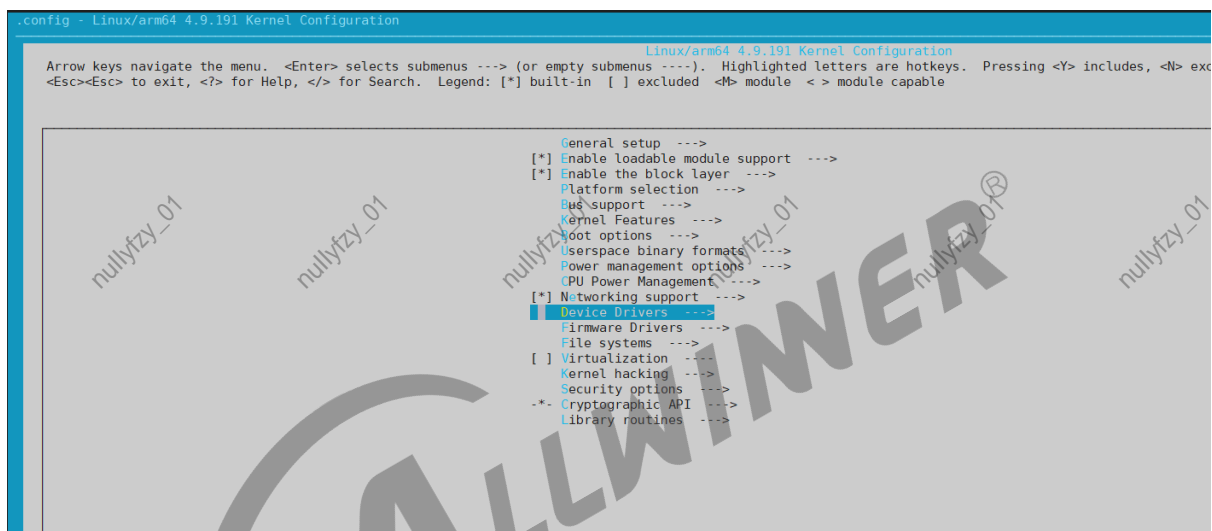 .config - Linux/arm64 4.9.191 Kernel Configuration
Linux/arm64 4.9.191 Kernel Configuration
Arrow keys navigate the menu. <Enter> selects submenus ---> (or empty submenus ----). Highlighted letters are hotkeys. Pressing <Y> includes, <N> exc
<Esc><Esc> to exit, <?> for Help, </> for Search. Legend: [*] built-in [ ] excluded <M> module < > module capable
General setup --->
[*] Enable loadable module support --->
[*] Enable the block layer --->
Platform selection --->
Bus support --->
Kernel Features --->
Boot options --->
Userspace binary formats --->
Power management options --->
CPU Power Management --->
[*] Networking support --->
Device Drivers --->
Firmware Drivers --->
File systems --->
[ ] Virtualization ----
Kernel hacking --->
Security options --->
-*- Cryptographic API --->
Library routines --->
nullyfzy_01 nullyfzy_01 nullyfzy_01 nullyfzy_01 nullyfzy_01 nullyfzy_01
ALLWINNER®